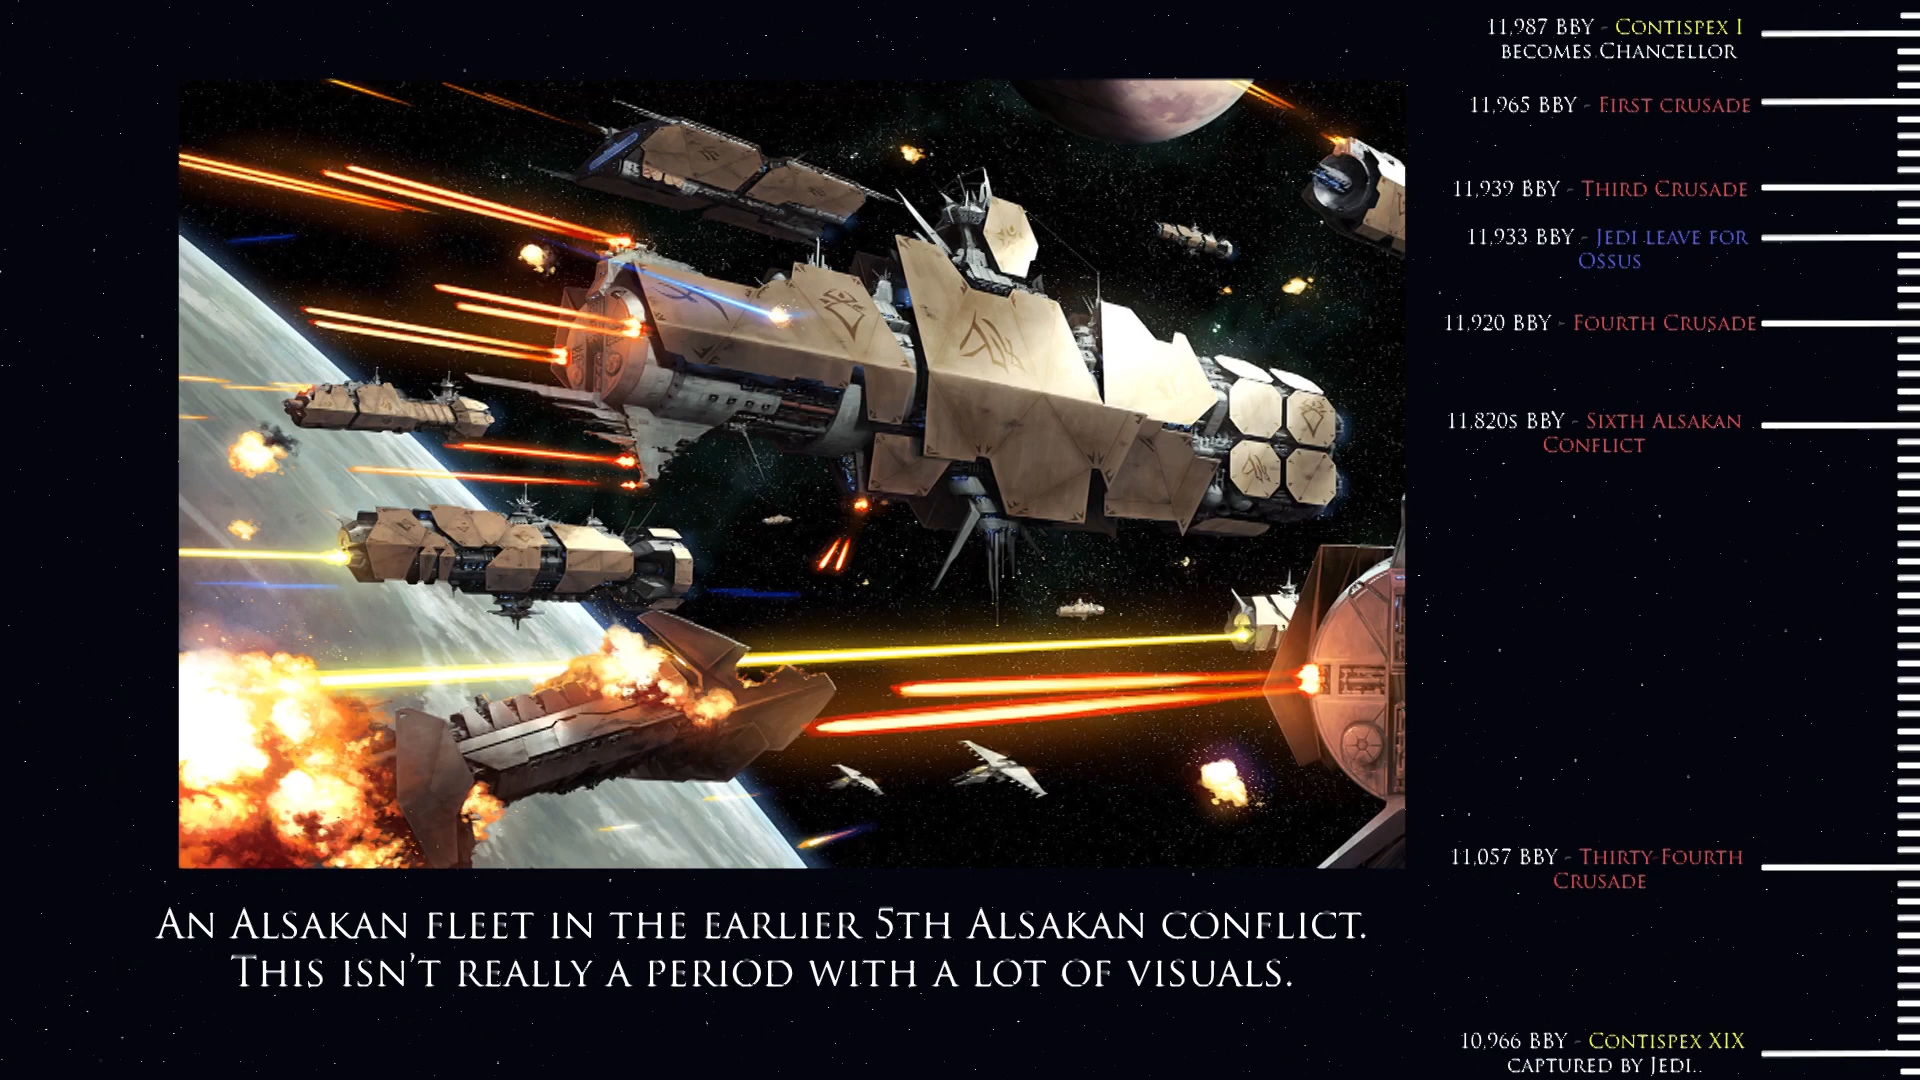 11,987 BBY - Contispex I
becomes Chancellor
11,965 BBY - First crusade
11,939 BBY - Third Crusade
11,933 BBY - Jedi leave for
Ossus
11,920 BBY - Fourth Crusade
11,820s BBY - Sixth Alsakan
Conflict
11,057 BBY - Thirty-Fourth
Crusade
10,966 BBY - Contispex XIX
captured by Jedi..
An Alsakan fleet in the earlier 5th Alsakan conflict.
This isn't really a period with a lot of visuals.